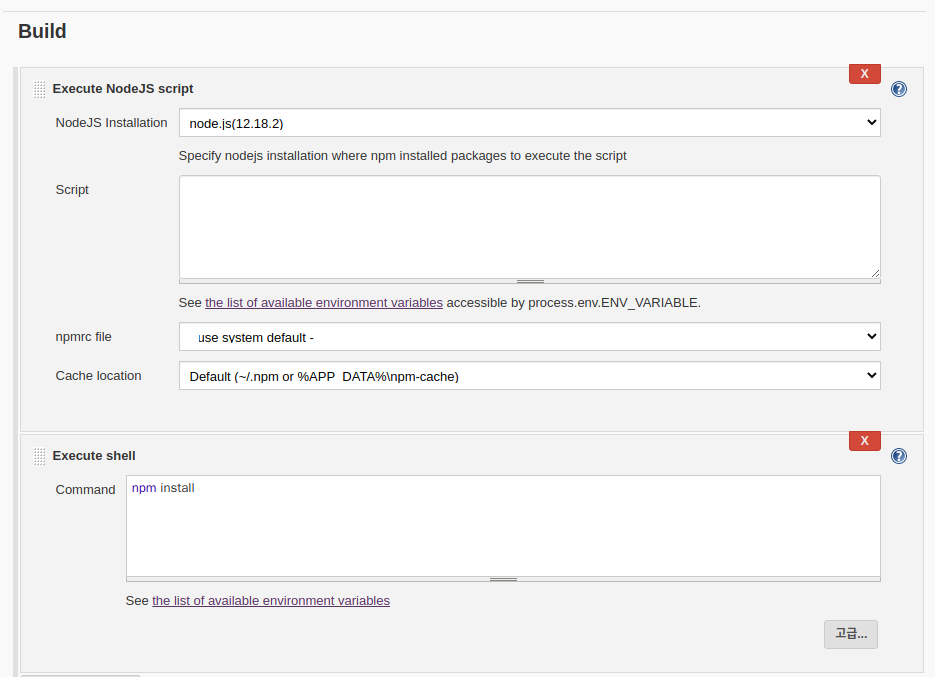 Build
X
Execute NodeJS script
?
NodeJS Installation
node.js(12.18.2)
Specify nodejs installation where npm installed packages to execute the script
Script
See the list of available environment variables accessible by process.env.ENV_VARIABLE.
npmrc file
use system default -
Cache location
Default (~/.npm or %APP_DATA%\npm-cache)
X
Execute shell
?
Command
npm install
See the list of available environment variables
고급...